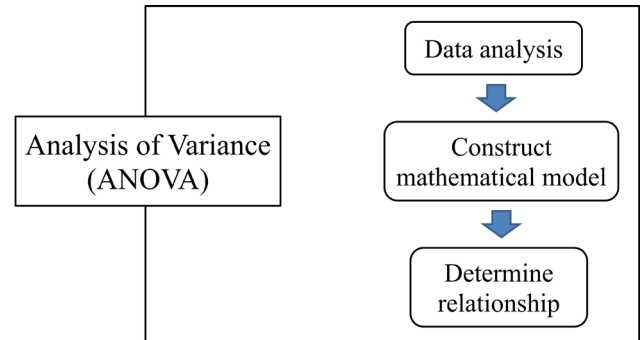 Data analysis
Analysis of Variance
(ANOVA)
Construct
mathematical model
Determine
relationship